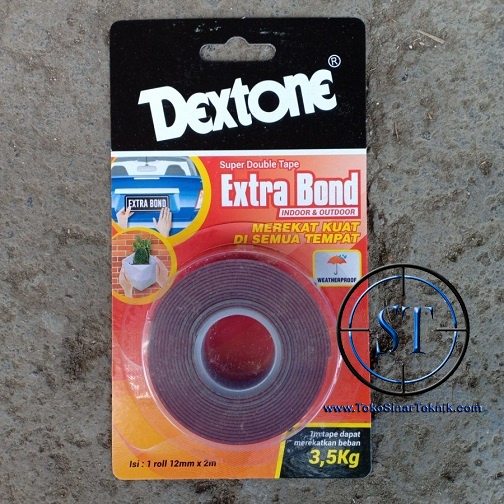 Dextone ®
Super Double Tape
Extra Bond
INDOOR & OUTDOOR
MEREKAT KUAT
DI SEMUA TEMPAT
EXTRA BOND
WEATHERPROOF
ST
www.TokoSinarTeknik.com
1m tape dapat
merekatkan beban
3,5Kg
Isi : 1 roll 12mm x 2m